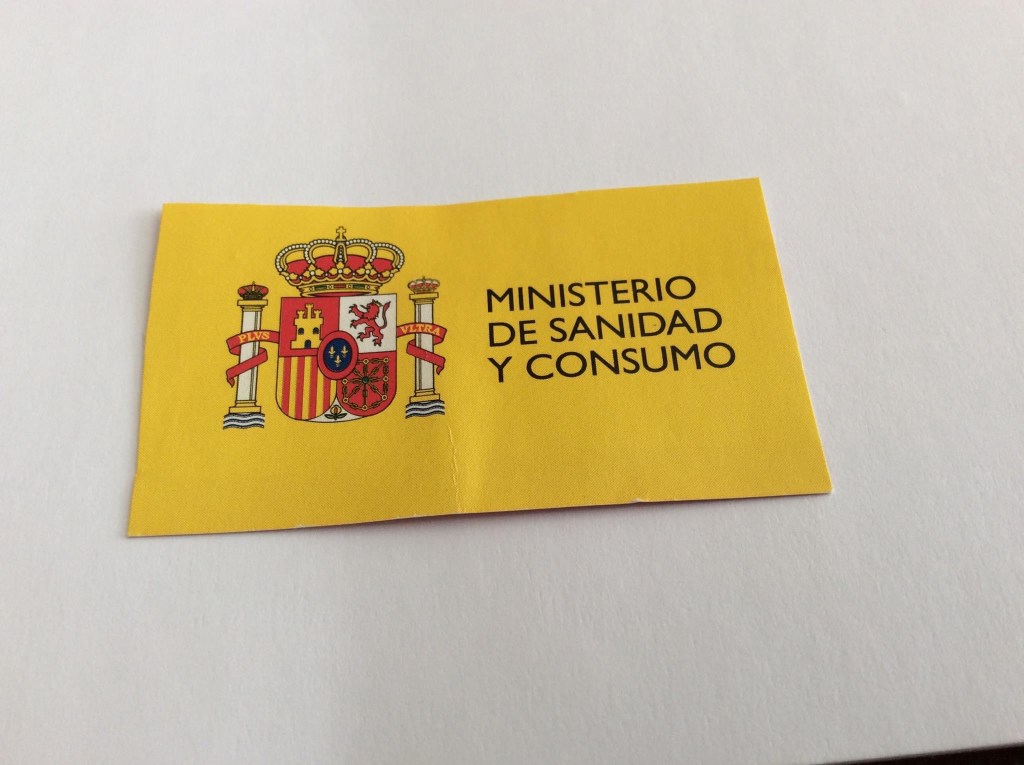 PLVS VLTRA
MINISTERIO
DE SANIDAD
Y CONSUMO